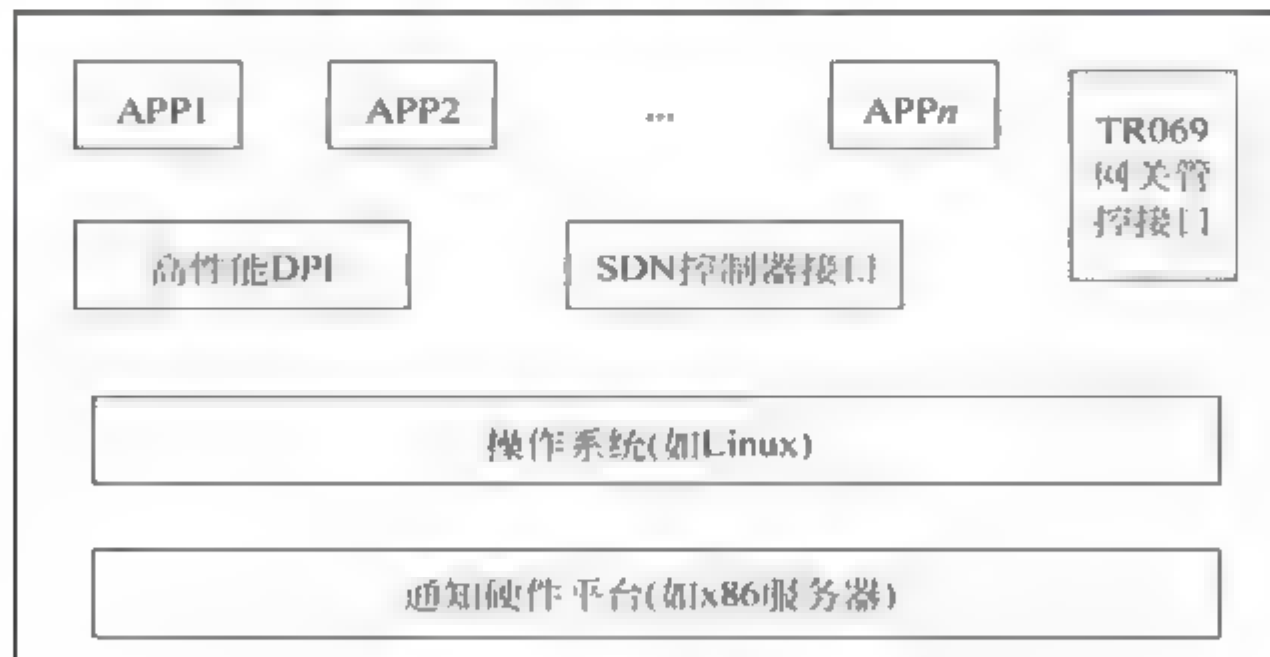 APP1
APP2
...
APPn
TR069
网关管
控接口
高性能DPI
SDN控制器接口
操作系统(如Linux)
通知硬件平台(如x86服务器)